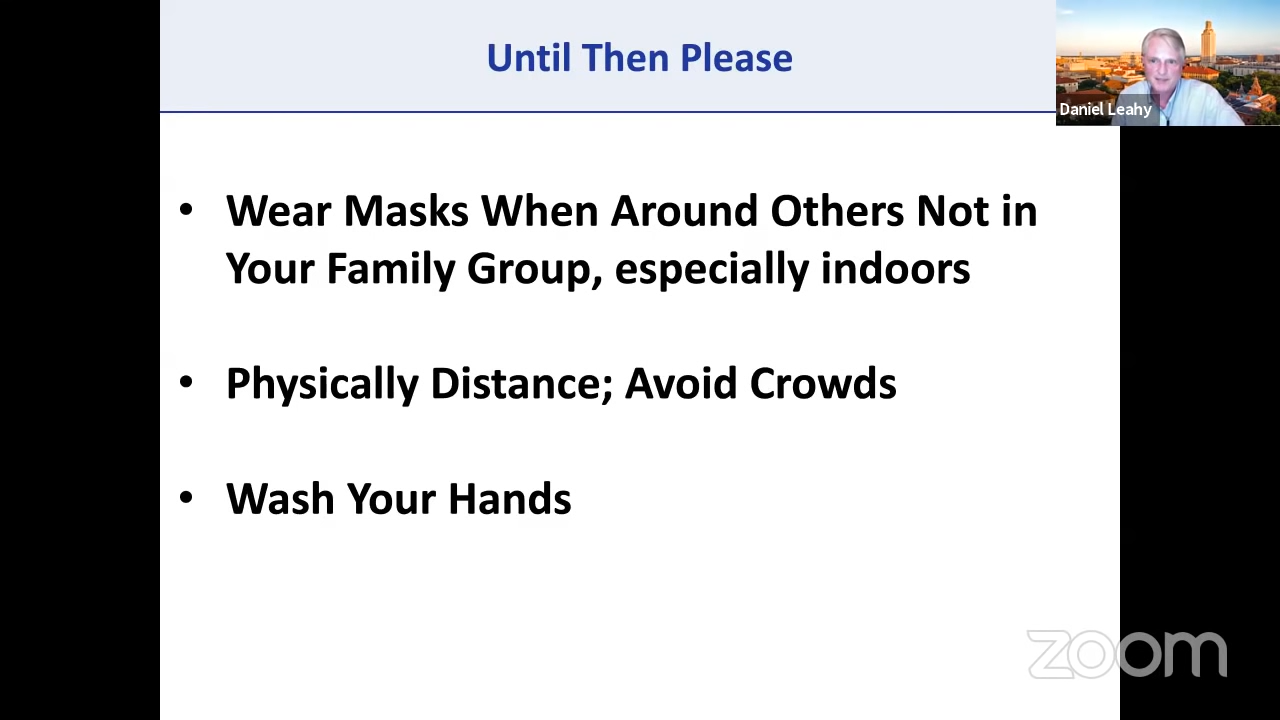 Until Then Please
Daniel Leahy
• Wear Masks When Around Others Not in
Your Family Group, especially indoors
• Physically Distance; Avoid Crowds
• Wash Your Hands
zoom